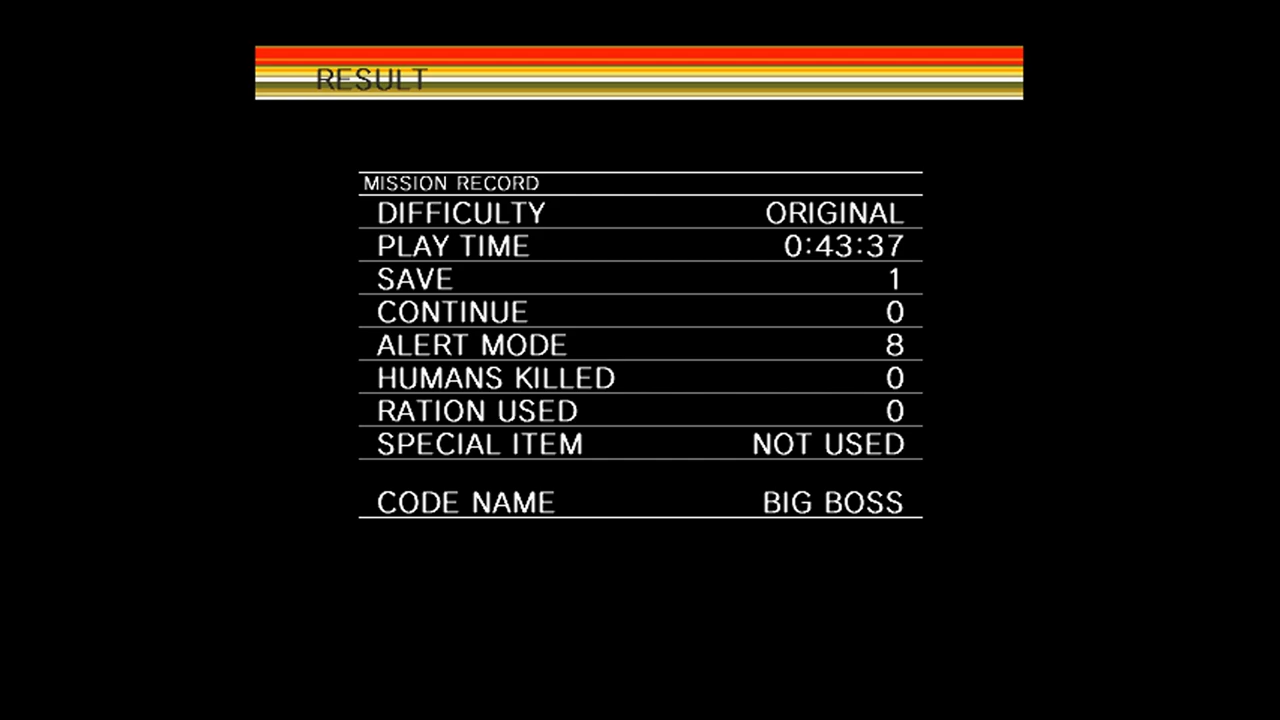 RESULT
MISSION RECORD
DIFFICULTY ORIGINAL
PLAY TIME 0:43:37
SAVE 1
CONTINUE 0
ALERT MODE 8
HUMANS KILLED 0
RATION USED 0
SPECIAL ITEM NOT USED
CODE NAME BIG BOSS